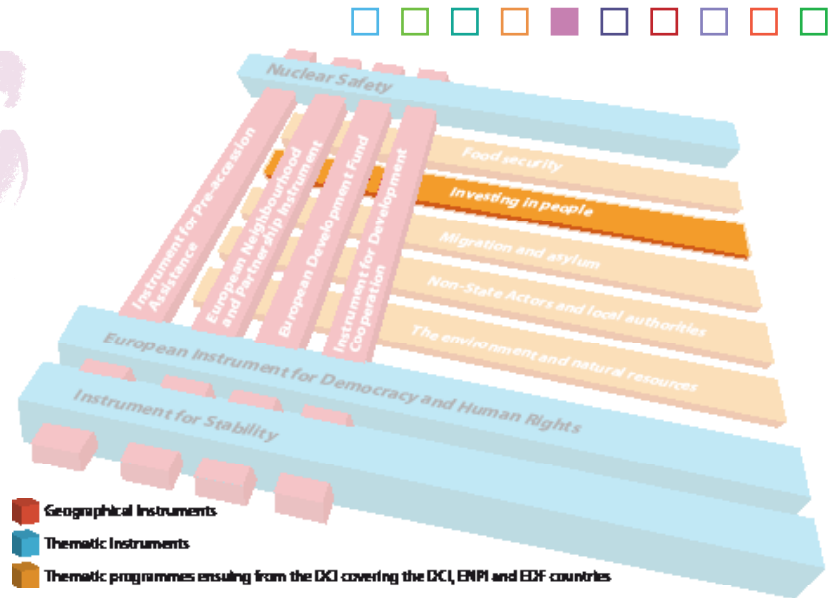 Nuclear Safety
Food security
Investing in people
Migration and asylum
Non-State Actors and local authorities
The environment and natural resources
Instrument for Pre-accession
Assistance
European Neighbourhood
and Partnership Instrument
European Development Fund
Instrument for Development
Cooperation
European Instrument for Democracy and Human Rights
Instrument for Stability
Geographical Instruments
Thematic Instruments
Thematic programmes ensuing from the DCI covering the DCI, ENPI and EDF countries